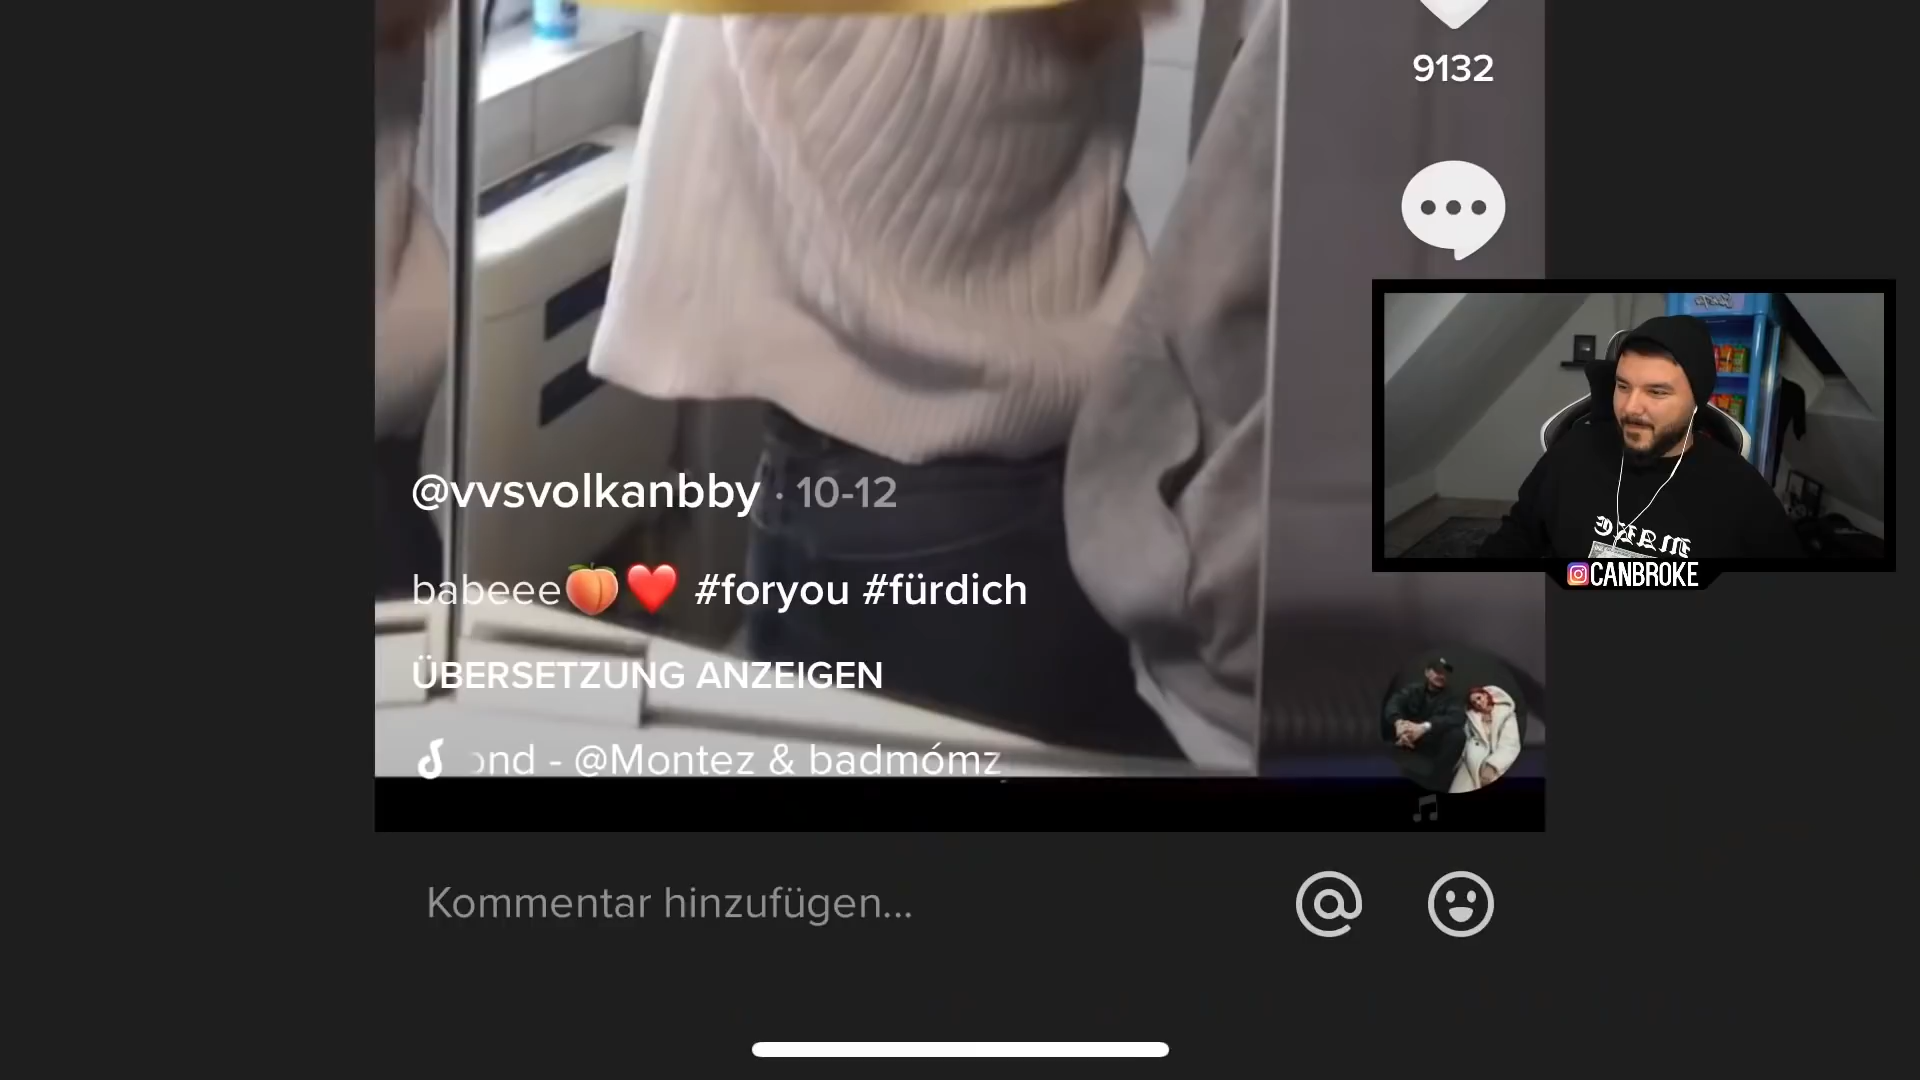 9132
@vvsvolkanbby · 10-12
babeee🍑❤️ #foryou #fürdich
ÜBERSETZUNG ANZEIGEN
ond - @Montez & badmómz
Kommentar hinzufügen...
CANBROKE